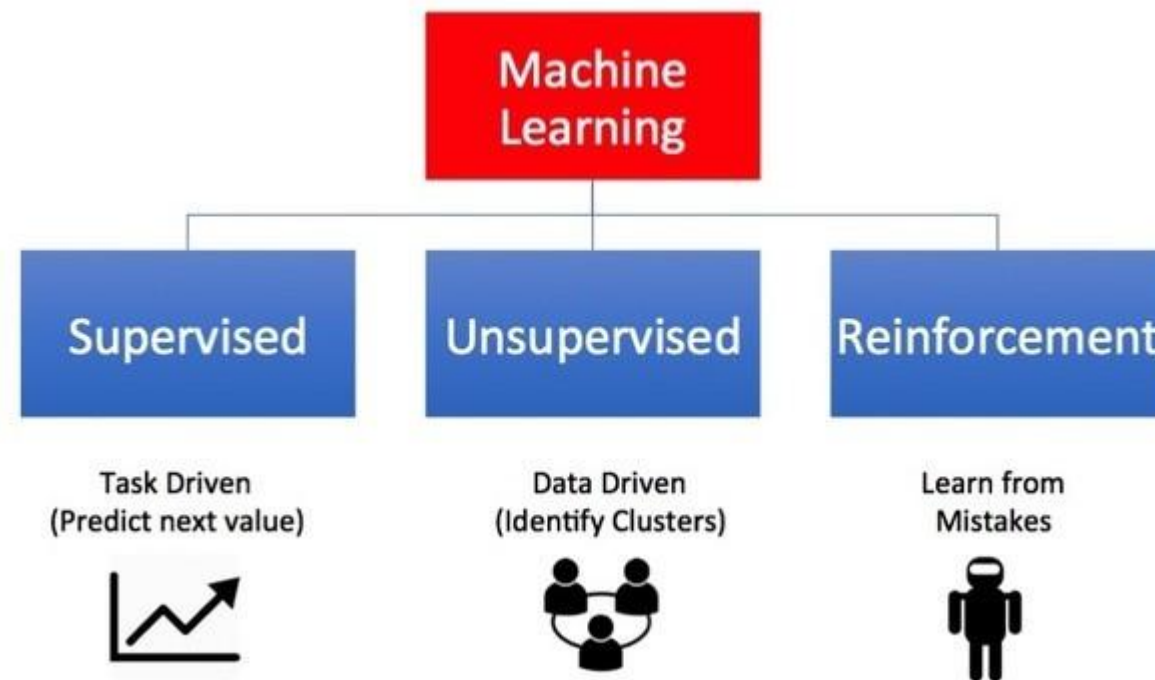 Machine
Learning
Supervised
Unsupervised
Reinforcement
Task Driven
(Predict next value)
Data Driven
(Identify Clusters)
Learn from
Mistakes